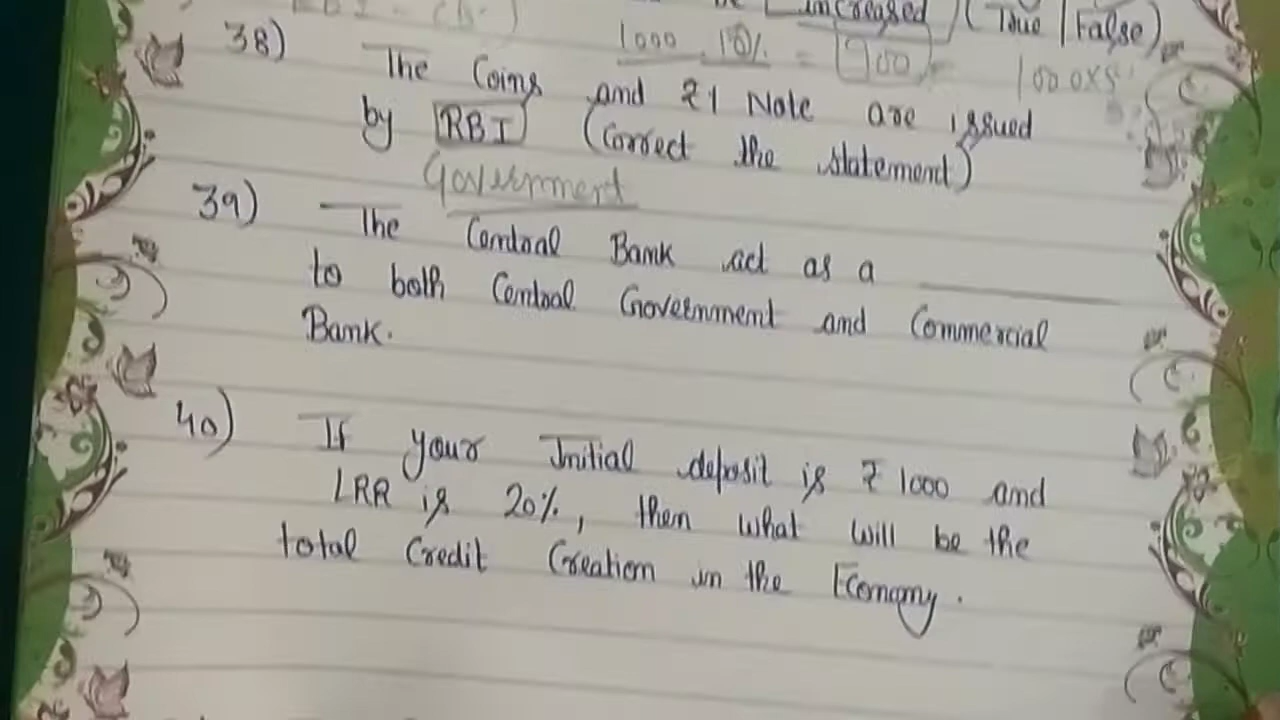 increased (True/False)
1000 10% = 900 1000x5
38) The Coins and ₹1 Note are issued
by RBI (Correct the statement)
Government
39) The Central Bank act as a ________
to both Central Government and Commercial
Bank.
40) If your Initial deposit is ₹ 1000 and
LRR is 20%, then what will be the
total Credit Creation in the Economy.